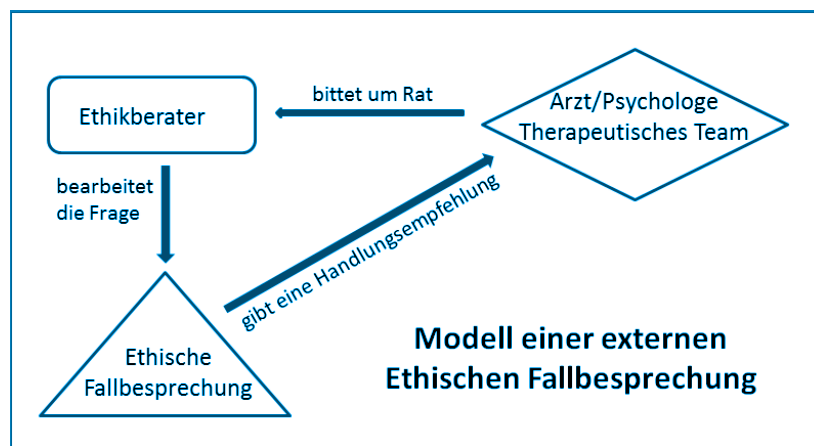 Ethikberater
bittet um Rat
Arzt/Psychologe
Therapeutisches Team
bearbeitet
die Frage
gibt eine Handlungsempfehlung
Ethische
Fallbesprechung
Modell einer externen
Ethischen Fallbesprechung